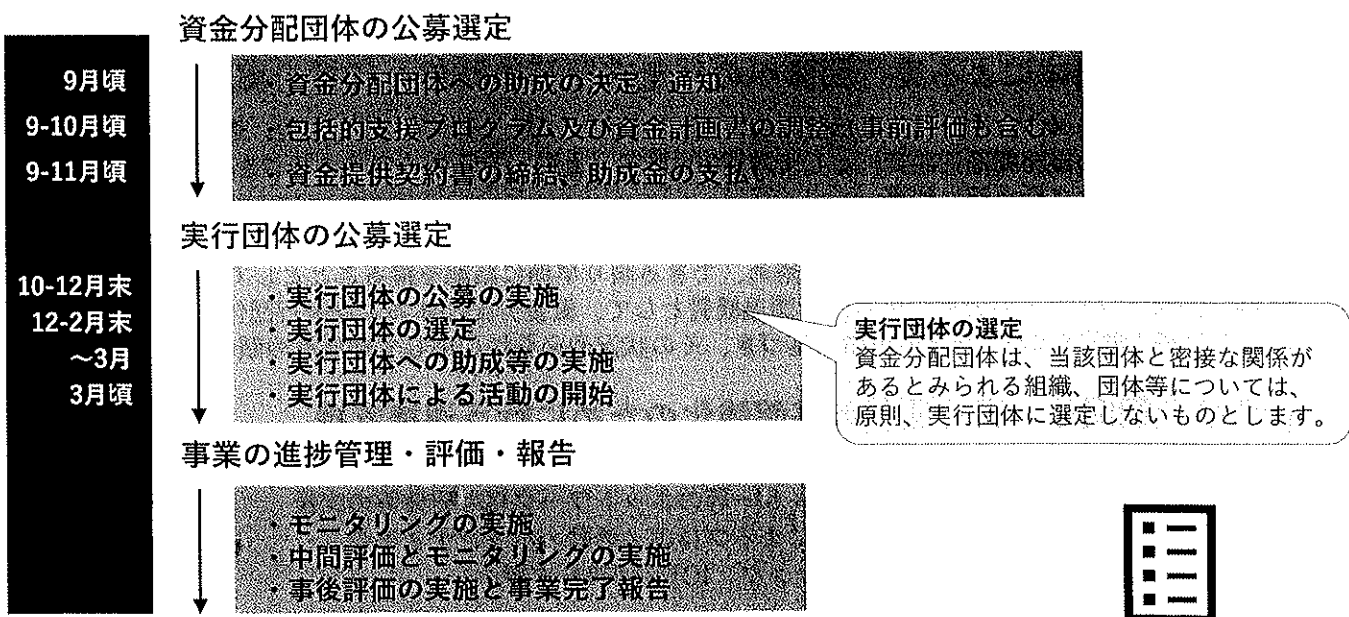 資金分配団体の公募選定
9月頃
・資金分配団体への助成の決定・通知
9-10月頃
・包括的支援プログラム及び資金計画書の調整（事前評価も含む）
9-11月頃
・資金提供契約書の締結、助成金の支払
実行団体の公募選定
10-12月末
・実行団体の公募の実施
12-2月末
・実行団体の選定
～3月
・実行団体への助成等の実施
3月頃
・実行団体による活動の開始
実行団体の選定
資金分配団体は、当該団体と密接な関係が
あるとみられる組織、団体等については、
原則、実行団体に選定しないものとします。
事業の進捗管理・評価・報告
・モニタリングの実施
・中間評価とモニタリングの実施
・事後評価の実施と事業完了報告